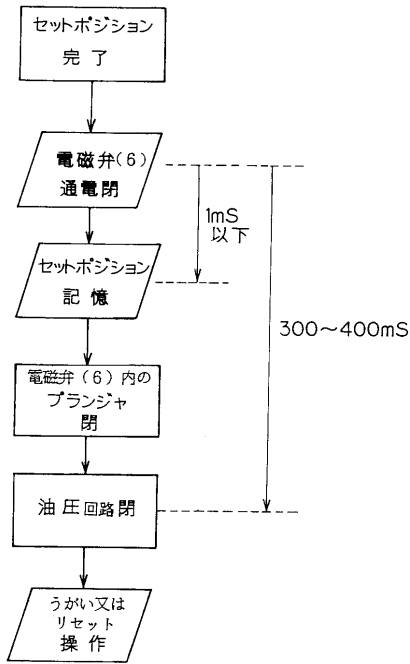 セットポジション
完了
電磁弁(6)
通電閉
1mS
以下
セットポジション
記憶
300〜400mS
電磁弁(6)内の
プランジャ
閉
油圧回路閉
うがい又は
リセット
操作